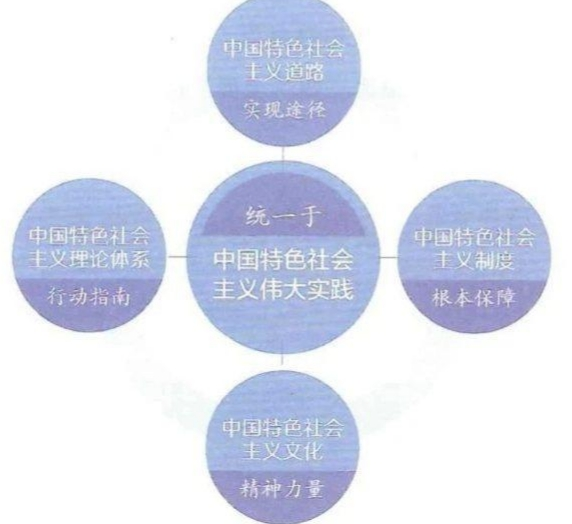 中国特色社会
主义道路
实现途径
统一于
中国特色社会
主义伟大实践
中国特色社会
主义理论体系
行动指南
中国特色社会
主义制度
根本保障
中国特色社会
主义文化
精神力量